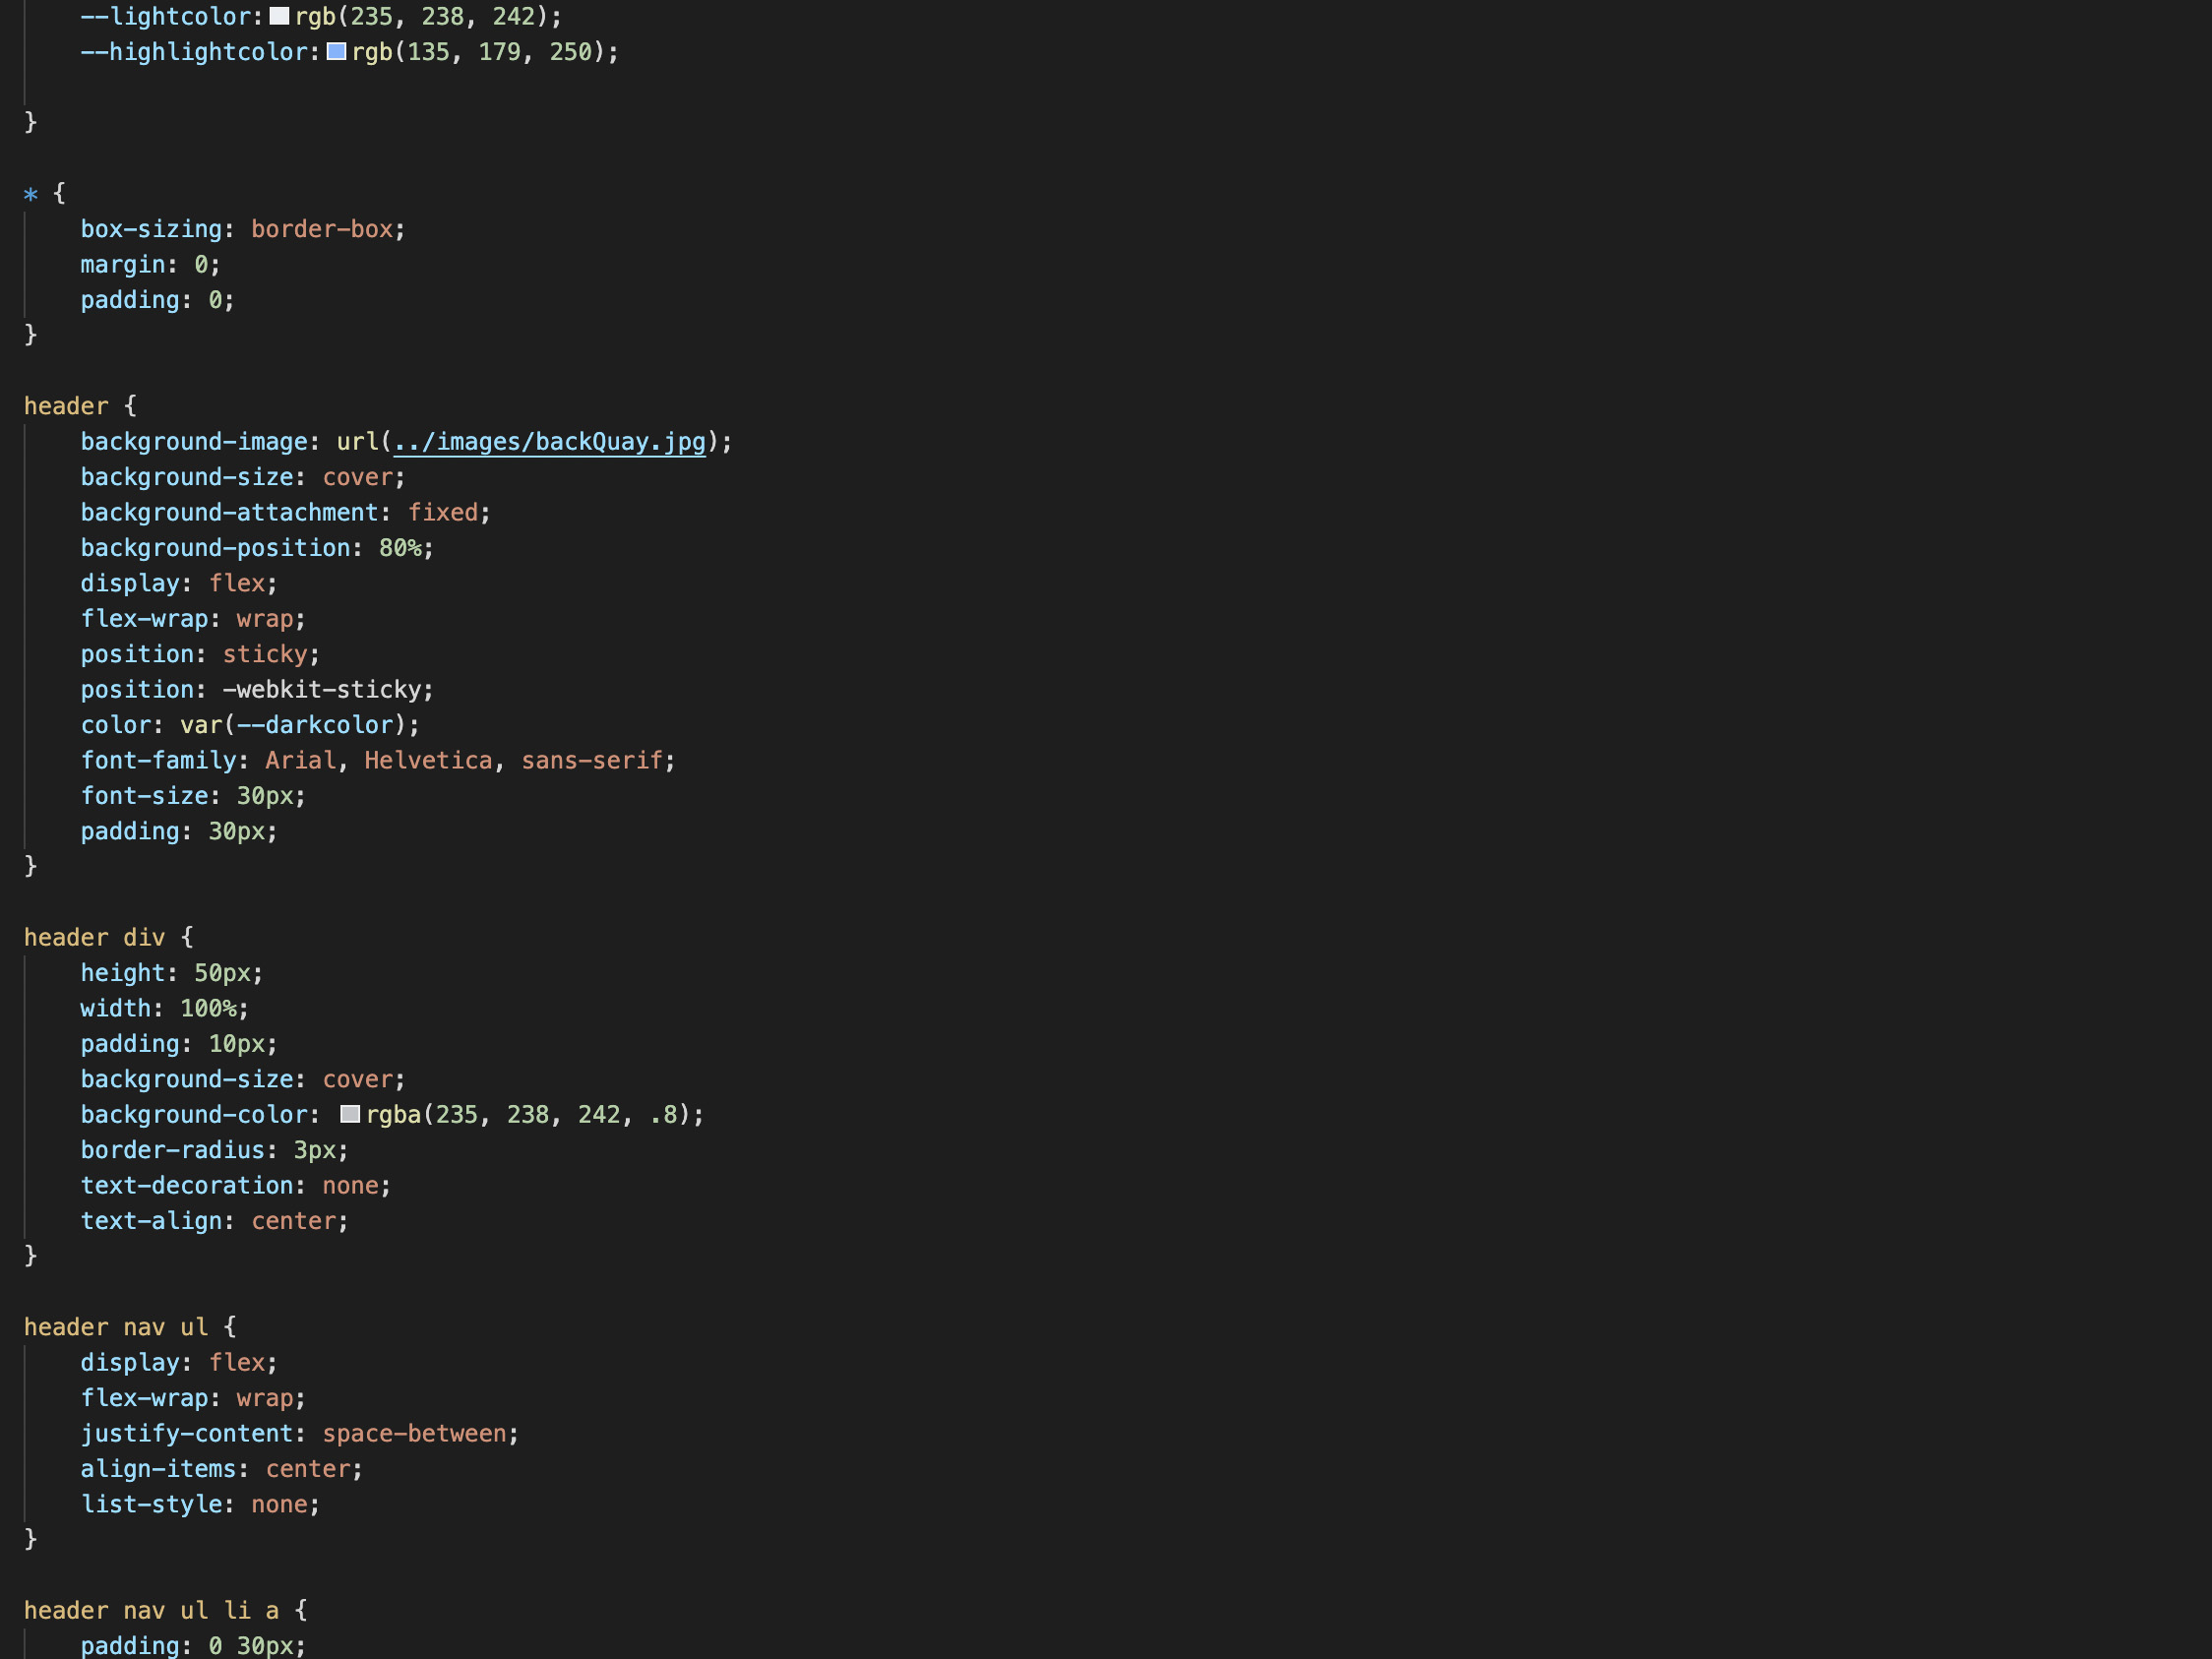 --lightcolor: rgb(235, 238, 242);
--highlightcolor: rgb(135, 179, 250);
}
* {
box-sizing: border-box;
margin: 0;
padding: 0;
}
header {
background-image: url(../images/backQuay.jpg);
background-size: cover;
background-attachment: fixed;
background-position: 80%;
display: flex;
flex-wrap: wrap;
position: sticky;
position: -webkit-sticky;
color: var(--darkcolor);
font-family: Arial, Helvetica, sans-serif;
font-size: 30px;
padding: 30px;
}
header div {
height: 50px;
width: 100%;
padding: 10px;
background-size: cover;
background-color: rgba(235, 238, 242, .8);
border-radius: 3px;
text-decoration: none;
text-align: center;
}
header nav ul {
display: flex;
flex-wrap: wrap;
justify-content: space-between;
align-items: center;
list-style: none;
}
header nav ul li a {
padding: 0 30px;